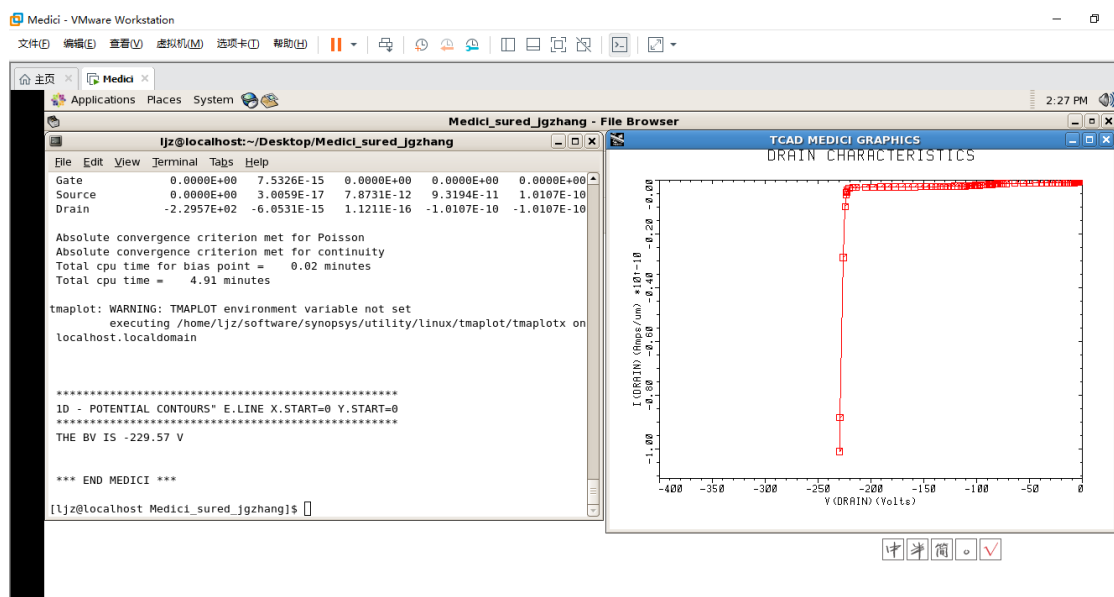 Medici - VMware Workstation
文件(F) 编辑(E) 查看(V) 虚拟机(M) 选项卡(T) 帮助(H)
主页 × Medici ×
Applications Places System 2:27 PM
Medici_sured_jgzhang - File Browser
ljz@localhost:~/Desktop/Medici_sured_jgzhang
File Edit View Terminal Tabs Help
Gate 0.0000E+00 7.5326E-15 0.0000E+00 0.0000E+00 0.0000E+00
Source 0.0000E+00 3.0059E-17 7.8731E-12 9.3194E-11 1.0107E-10
Drain -2.2957E+02 -6.0531E-15 1.1211E-16 -1.0107E-10 -1.0107E-10
Absolute convergence criterion met for Poisson
Absolute convergence criterion met for continuity
Total cpu time for bias point = 0.02 minutes
Total cpu time = 4.91 minutes
tmaplot: WARNING: TMAPLOT environment variable not set
executing /home/ljz/software/synopsys/utility/linux/tmaplot/tmaplotx on
localhost.localdomain
***************************************************
1D - POTENTIAL CONTOURS" E.LINE X.START=0 Y.START=0
***************************************************
THE BV IS -229.57 V
*** END MEDICI ***
[ljz@localhost Medici_sured_jgzhang]$
TCAD MEDICI GRAPHICS
DRAIN CHARACTERISTICS
I(DRAIN)(Amps/um) *10↑-10
-0.00
-0.20
-0.40
-0.60
-0.80
-1.00
-400 -350 -300 -250 -200 -150 -100 -50 0
V(DRAIN)(Volts)
中 半 简 。 √